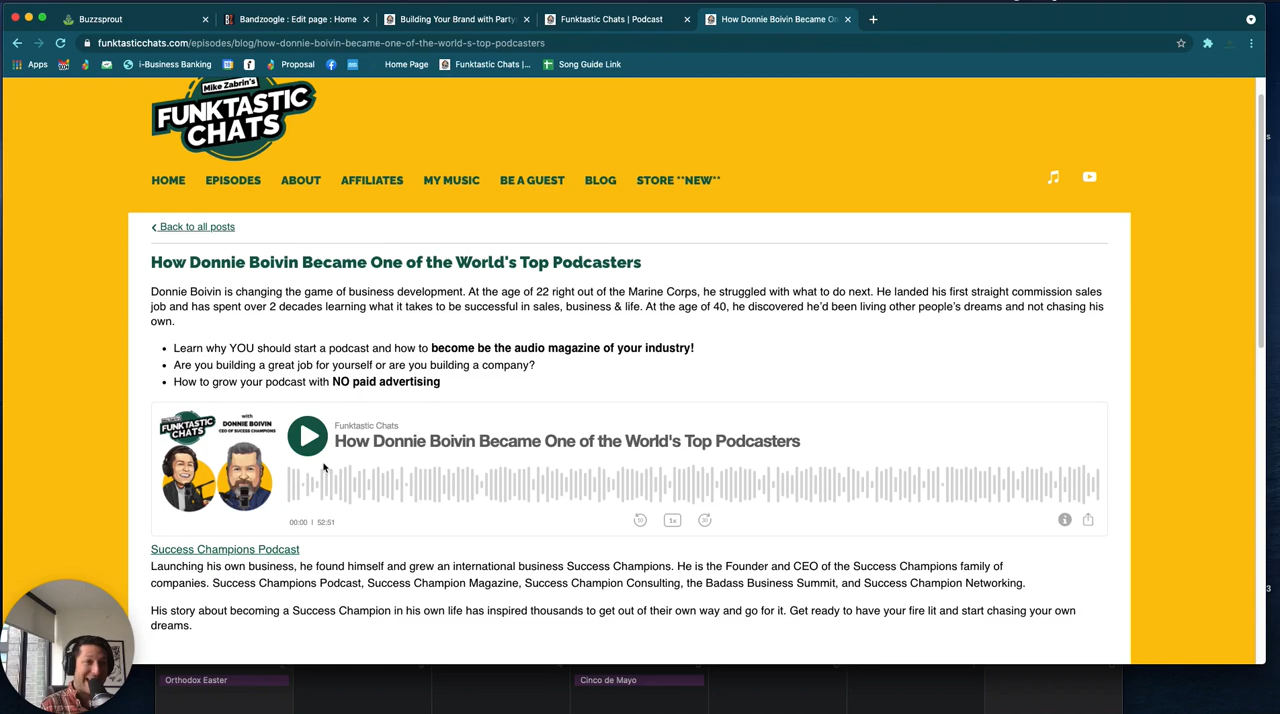 Buzzsprout
Bandzoogle : Edit page : Home
Building Your Brand with Party
Funktastic Chats | Podcast
How Donnie Boivin Became On
funktasticchats.com/episodes/blog/how-donnie-boivin-became-one-of-the-world-s-top-podcasters
Apps
i-Business Banking
Proposal
Home Page
Funktastic Chats |...
Song Guide Link
Mike Zabrin's
FUNKTASTIC
CHATS
HOME
EPISODES
ABOUT
AFFILIATES
MY MUSIC
BE A GUEST
BLOG
STORE **NEW**
Back to all posts
How Donnie Boivin Became One of the World's Top Podcasters
Donnie Boivin is changing the game of business development. At the age of 22 right out of the Marine Corps, he struggled with what to do next. He landed his first straight commission sales
job and has spent over 2 decades learning what it takes to be successful in sales, business & life. At the age of 40, he discovered he'd been living other people's dreams and not chasing his
own.
• Learn why YOU should start a podcast and how to become be the audio magazine of your industry!
• Are you building a great job for yourself or are you building a company?
• How to grow your podcast with NO paid advertising
FUNKTASTIC
CHATS
with
DONNIE BOIVIN
CEO OF SUCCESS CHAMPIONS
Funktastic Chats
How Donnie Boivin Became One of the World's Top Podcasters
00:00 | 52:51
10
1x
30
Success Champions Podcast
Launching his own business, he found himself and grew an international business Success Champions. He is the Founder and CEO of the Success Champions family of
companies. Success Champions Podcast, Success Champion Magazine, Success Champion Consulting, the Badass Business Summit, and Success Champion Networking.
His story about becoming a Success Champion in his own life has inspired thousands to get out of their own way and go for it. Get ready to have your fire lit and start chasing your own
dreams.
Orthodox Easter
Cinco de Mayo